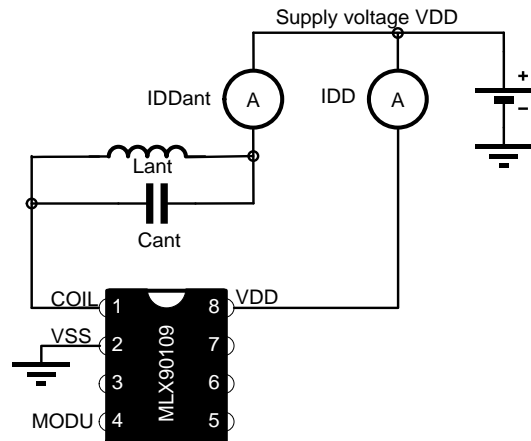 Supply voltage VDD
IDDant
A
IDD
A
+
−
Lant
Cant
COIL
1
8
VDD
VSS
2
7
3
6
MODU
4
5
MLX90109